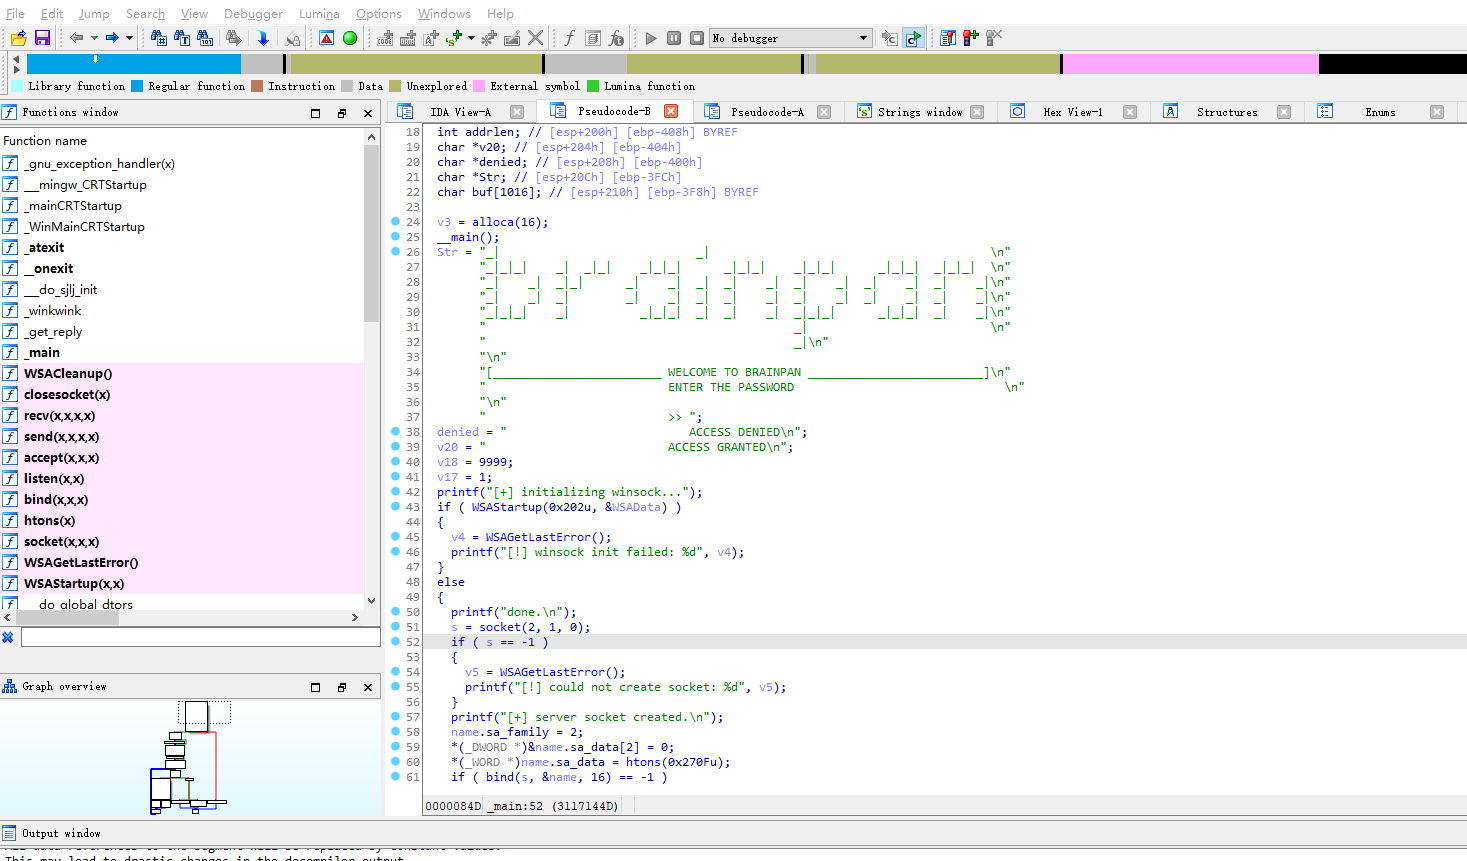 File Edit Jump Search View Debugger Lumina Options Windows Help
No debugger
Library function Regular function Instruction Data Unexplored External symbol Lumina function
Functions window
Function name
_gnu_exception_handler(x)
___mingw_CRTStartup
_mainCRTStartup
_WinMainCRTStartup
_atexit
__onexit
___do_sjlj_init
_winkwink
_get_reply
_main
WSACleanup()
closesocket(x)
recv(x,x,x,x)
send(x,x,x,x)
accept(x,x,x)
listen(x,x)
bind(x,x,x)
htons(x)
socket(x,x,x)
WSAGetLastError()
WSAStartup(x,x)
do global dtors
Graph overview
IDA View-A Pseudocode-B Pseudocode-A Strings window Hex View-1 Structures Enums
18 int addrlen; // [esp+200h] [ebp-408h] BYREF
19 char *v20; // [esp+204h] [ebp-404h]
20 char *denied; // [esp+208h] [ebp-400h]
21 char *Str; // [esp+20Ch] [ebp-3FCh]
22 char buf[1016]; // [esp+210h] [ebp-3F8h] BYREF
23
24 v3 = alloca(16);
25 __main();
26 Str = "_|                            _|                                        \n"
27 "_|_|_|    _|  _|_|    _|_|_|      _|_|_|    _|_|_|      _|_|_|  _|_|_|  \n"
28 "_|    _|  _|_|      _|    _|  _|  _|    _|  _|    _|  _|    _|  _|    _|\n"
29 "_|    _|  _|        _|    _|  _|  _|    _|  _|    _|  _|    _|  _|    _|\n"
30 "_|_|_|    _|          _|_|_|  _|  _|    _|  _|_|_|      _|_|_|  _|    _|\n"
31 "                                            _|                          \n"
32 "                                            _|\n"
33 "\n"
34 "[________________________ WELCOME TO BRAINPAN _________________________]\n"
35 "                          ENTER THE PASSWORD                              \n"
36 "\n"
37 "                          >> ";
38 denied = "                          ACCESS DENIED\n";
39 v20 = "                          ACCESS GRANTED\n";
40 v18 = 9999;
41 v17 = 1;
42 printf("[+] initializing winsock...");
43 if ( WSAStartup(0x202u, &WSAData) )
44 {
45 v4 = WSAGetLastError();
46 printf("[!] winsock init failed: %d", v4);
47 }
48 else
49 {
50 printf("done.\n");
51 s = socket(2, 1, 0);
52 if ( s == -1 )
53 {
54 v5 = WSAGetLastError();
55 printf("[!] could not create socket: %d", v5);
56 }
57 printf("[+] server socket created.\n");
58 name.sa_family = 2;
59 *(_DWORD *)&name.sa_data[2] = 0;
60 *(_WORD *)name.sa_data = htons(0x270Fu);
61 if ( bind(s, &name, 16) == -1 )
0000084D _main:52 (3117144D)
Output window
This may lead to drastic changes in the decompiler output